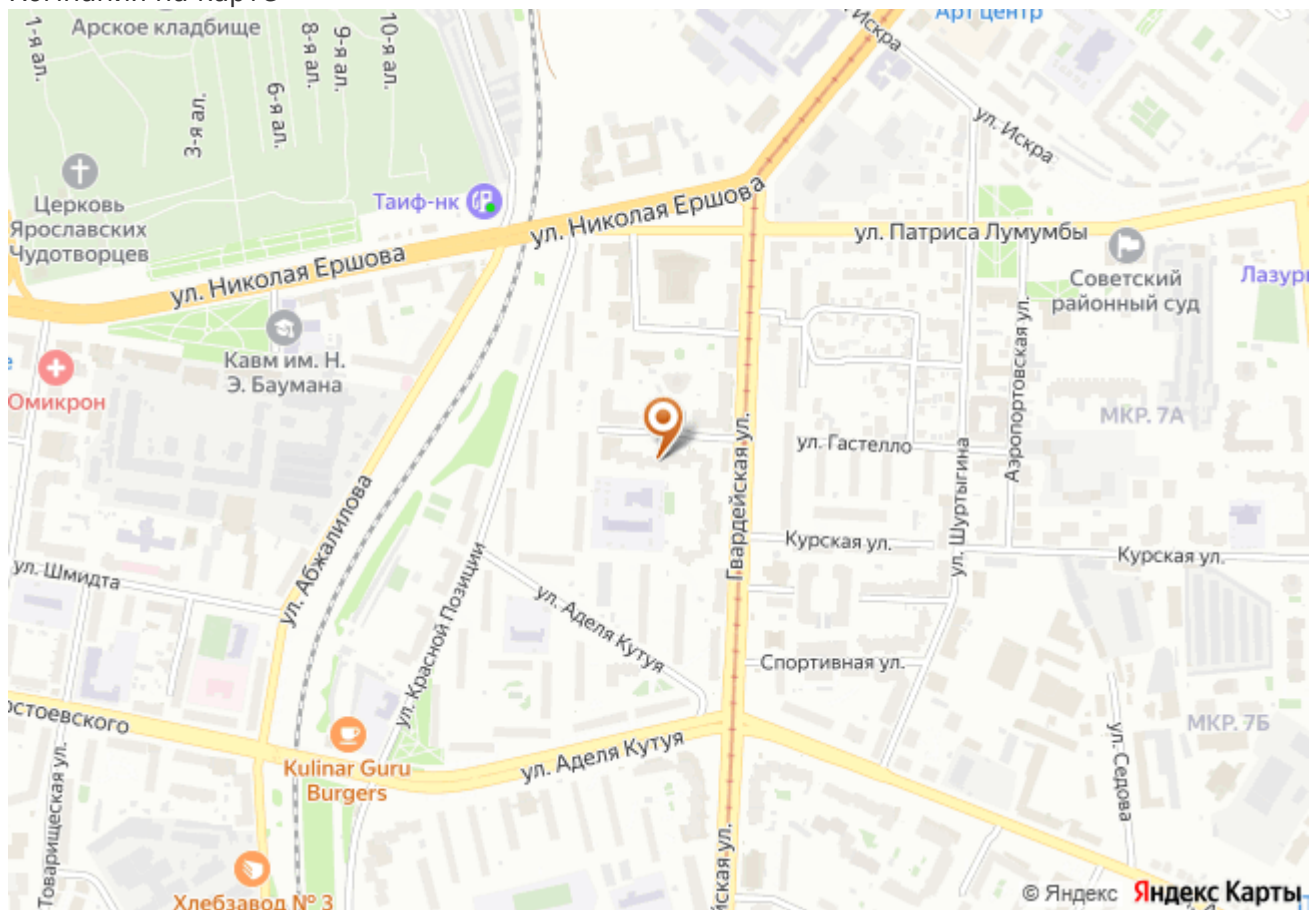 Компания на карте
Арское кладбище
1-я ал.
3-я ал.
6-я ал.
8-я ал.
9-я ал.
10-я ал.
Арт центр
Искра
ул. Искра
Церковь
Ярославских
Чудотворцев
Таиф-нк
ул. Николая Ершова
ул. Николая Ершова
ул. Патриса Лумумбы
Советский
районный суд
Кавм им. Н.
Э. Баумана
Омикрон
МКР. 7А
ул. Гастелло
Аэропортовская ул.
ул. Шуртыгина
Гвардейская ул.
Курская ул.
Курская ул.
ул. Шмидта
ул. Абжалилова
ул. Красной Позиции
ул. Аделя Кутуя
Спортивная ул.
ул. Аделя Кутуя
Kulinar Guru
Burgers
Товарищеская ул.
ул. Седова
МКР. 7Б
Хлебзавод № 3
© Яндекс Яндекс Карты